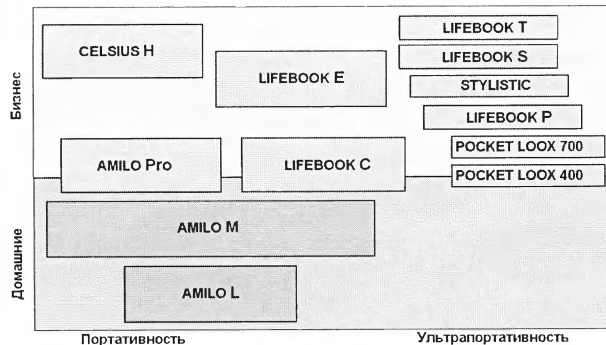 LIFEBOOK T
CELSIUS H
LIFEBOOK S
LIFEBOOK E
STYLISTIC
LIFEBOOK P
Бизнес
POCKET LOOX 700
AMILO Pro
LIFEBOOK C
POCKET LOOX 400
AMILO M
Домашние
AMILO L
Портативность
Ультрапортативность